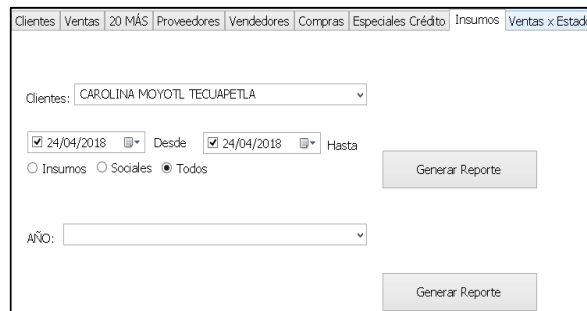 Clientes Ventas 20 MÁS Proveedores Vendedores Compras Especiales Crédito Insumos Ventas x Estado
Clientes: CAROLINA MOYOTL TECUAPETLA
24/04/2018 Desde 24/04/2018 Hasta
Insumos Sociales Todos
Generar Reporte
AÑO:
Generar Reporte